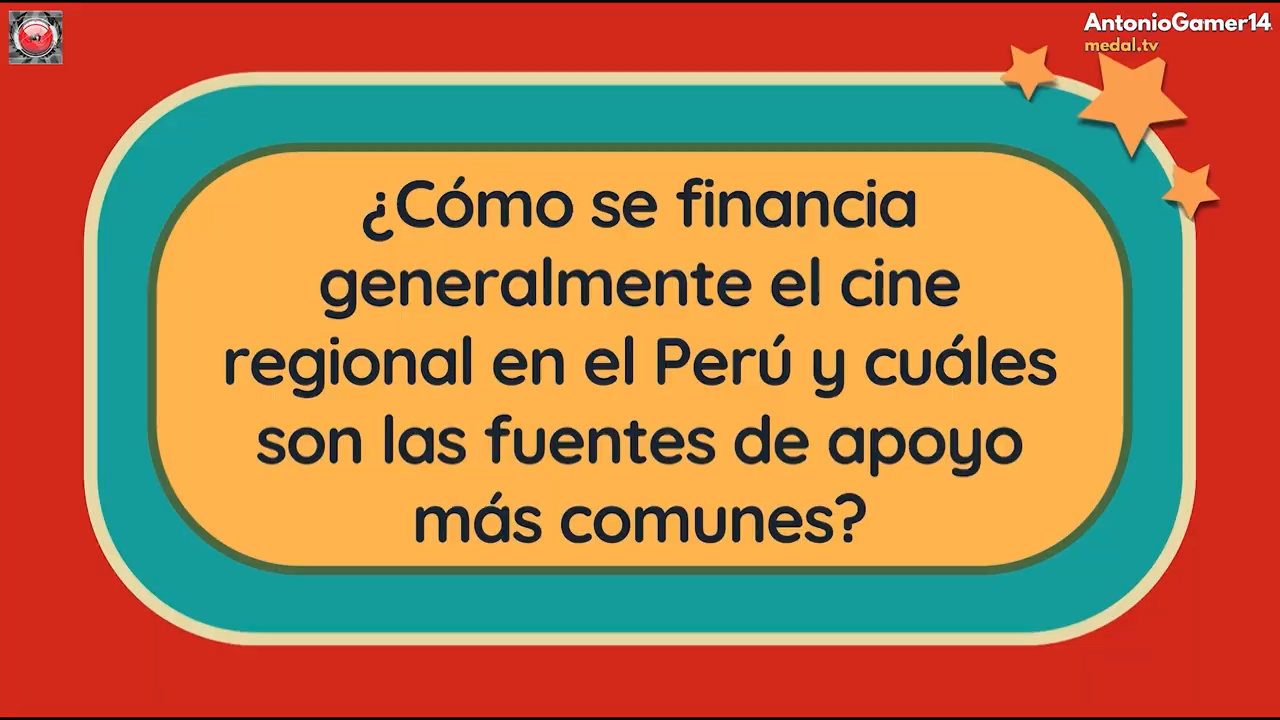 AntonioGamer14
medal.tv
¿Cómo se financia
generalmente el cine
regional en el Perú y cuáles
son las fuentes de apoyo
más comunes?